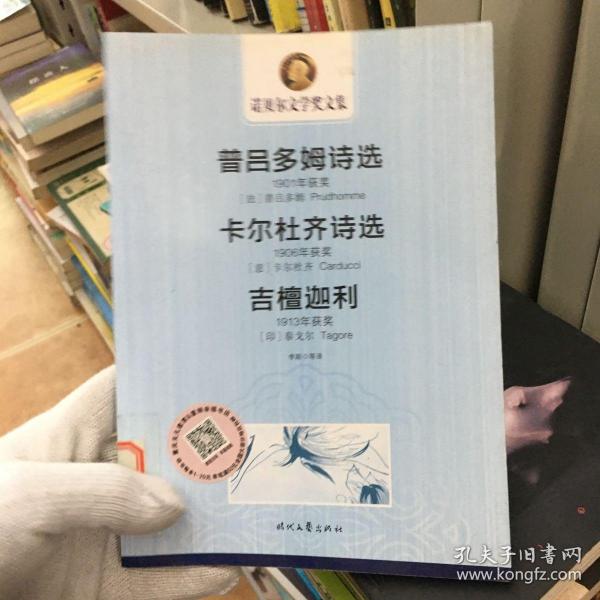 诺贝尔文学奖文集
普吕多姆诗选
1901年获奖
[法]普吕多姆 Prudhomme
卡尔杜齐诗选
1906年获奖
[意]卡尔杜齐 Carducci
吉檀迦利
1913年获奖
[印]泰戈尔 Tagore
时代文艺出版社
孔夫子旧书网
www.kongfz.com